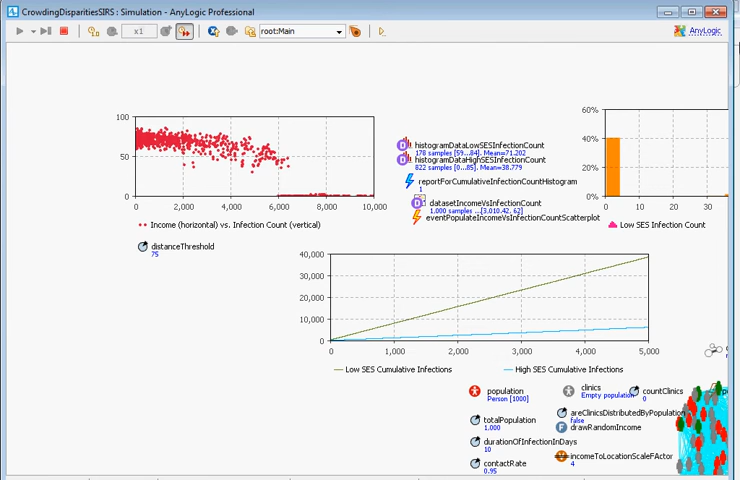 CrowdingDisparitiesSIRS : Simulation - AnyLogic Professional
x1
root:Main
AnyLogic
100
50
0
0
2,000
4,000
6,000
8,000
10,000
Income (horizontal) vs. Infection Count (vertical)
histogramDataLowSESInfectionCount
178 samples [59...84]. Mean=71.202
histogramDataHighSESInfectionCount
822 samples [0...85]. Mean=38.779
reportForCumulativeInfectionCountHistogram
1
datasetIncomeVsInfectionCount
1,000 samples ...[3,010.42, 62]
eventPopulateIncomeVsInfectionCountScatterplot
60%
40%
20%
0%
0
10
20
30
Low SES Infection Count
distanceThreshold
75
40,000
30,000
20,000
10,000
0
0
1,000
2,000
3,000
4,000
5,000
Low SES Cumulative Infections
High SES Cumulative Infections
population
Person [1000]
clinics
Empty population
countClinics
0
totalPopulation
1,000
areClinicsDistributedByPopulation
false
drawRandomIncome
durationOfInfectionInDays
10
incomeToLocationScaleFActor
4
contactRate
0.95